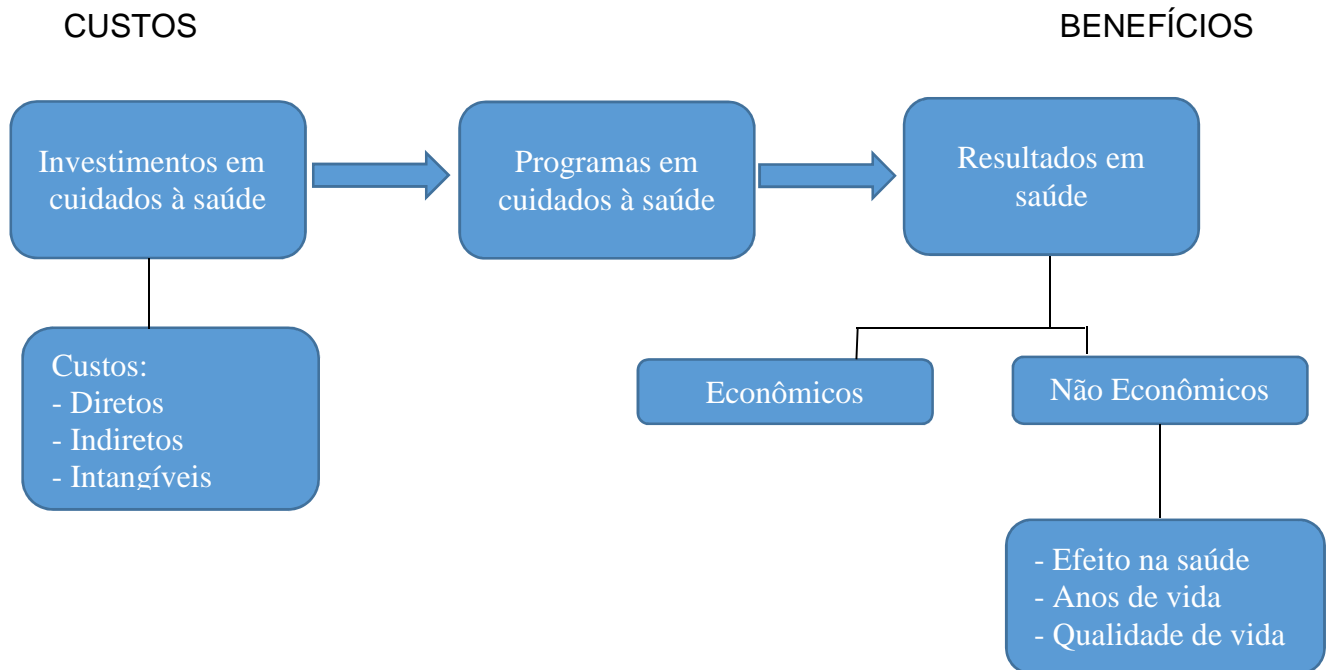 CUSTOS
BENEFÍCIOS
Investimentos em
cuidados à saúde
Programas em
cuidados à saúde
Resultados em
saúde
Custos:
- Diretos
- Indiretos
- Intangíveis
Econômicos
Não Econômicos
- Efeito na saúde
- Anos de vida
- Qualidade de vida